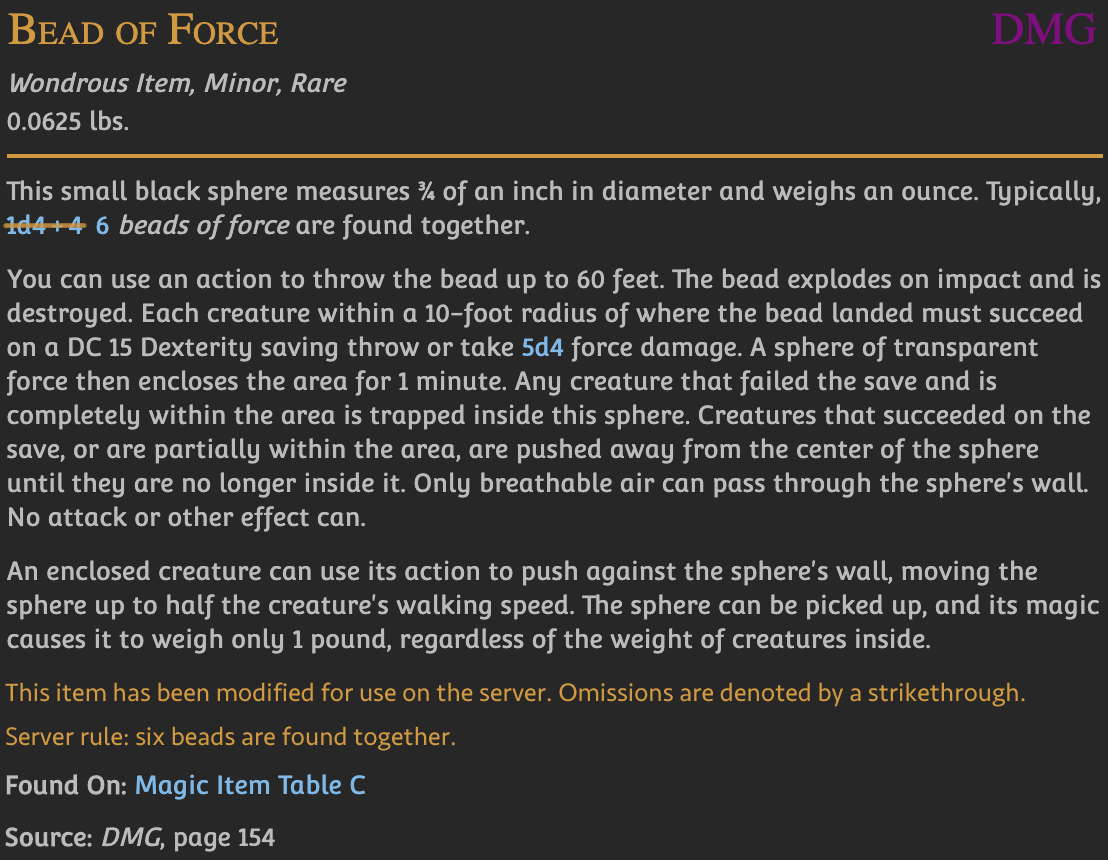 Bead of Force
DMG
Wondrous Item, Minor, Rare
0.0625 lbs.
This small black sphere measures ¾ of an inch in diameter and weighs an ounce. Typically,
1d4 + 4 6 beads of force are found together.
You can use an action to throw the bead up to 60 feet. The bead explodes on impact and is
destroyed. Each creature within a 10-foot radius of where the bead landed must succeed
on a DC 15 Dexterity saving throw or take 5d4 force damage. A sphere of transparent
force then encloses the area for 1 minute. Any creature that failed the save and is
completely within the area is trapped inside this sphere. Creatures that succeeded on the
save, or are partially within the area, are pushed away from the center of the sphere
until they are no longer inside it. Only breathable air can pass through the sphere's wall.
No attack or other effect can.
An enclosed creature can use its action to push against the sphere's wall, moving the
sphere up to half the creature's walking speed. The sphere can be picked up, and its magic
causes it to weigh only 1 pound, regardless of the weight of creatures inside.
This item has been modified for use on the server. Omissions are denoted by a strikethrough.
Server rule: six beads are found together.
Found On: Magic Item Table C
Source: DMG, page 154